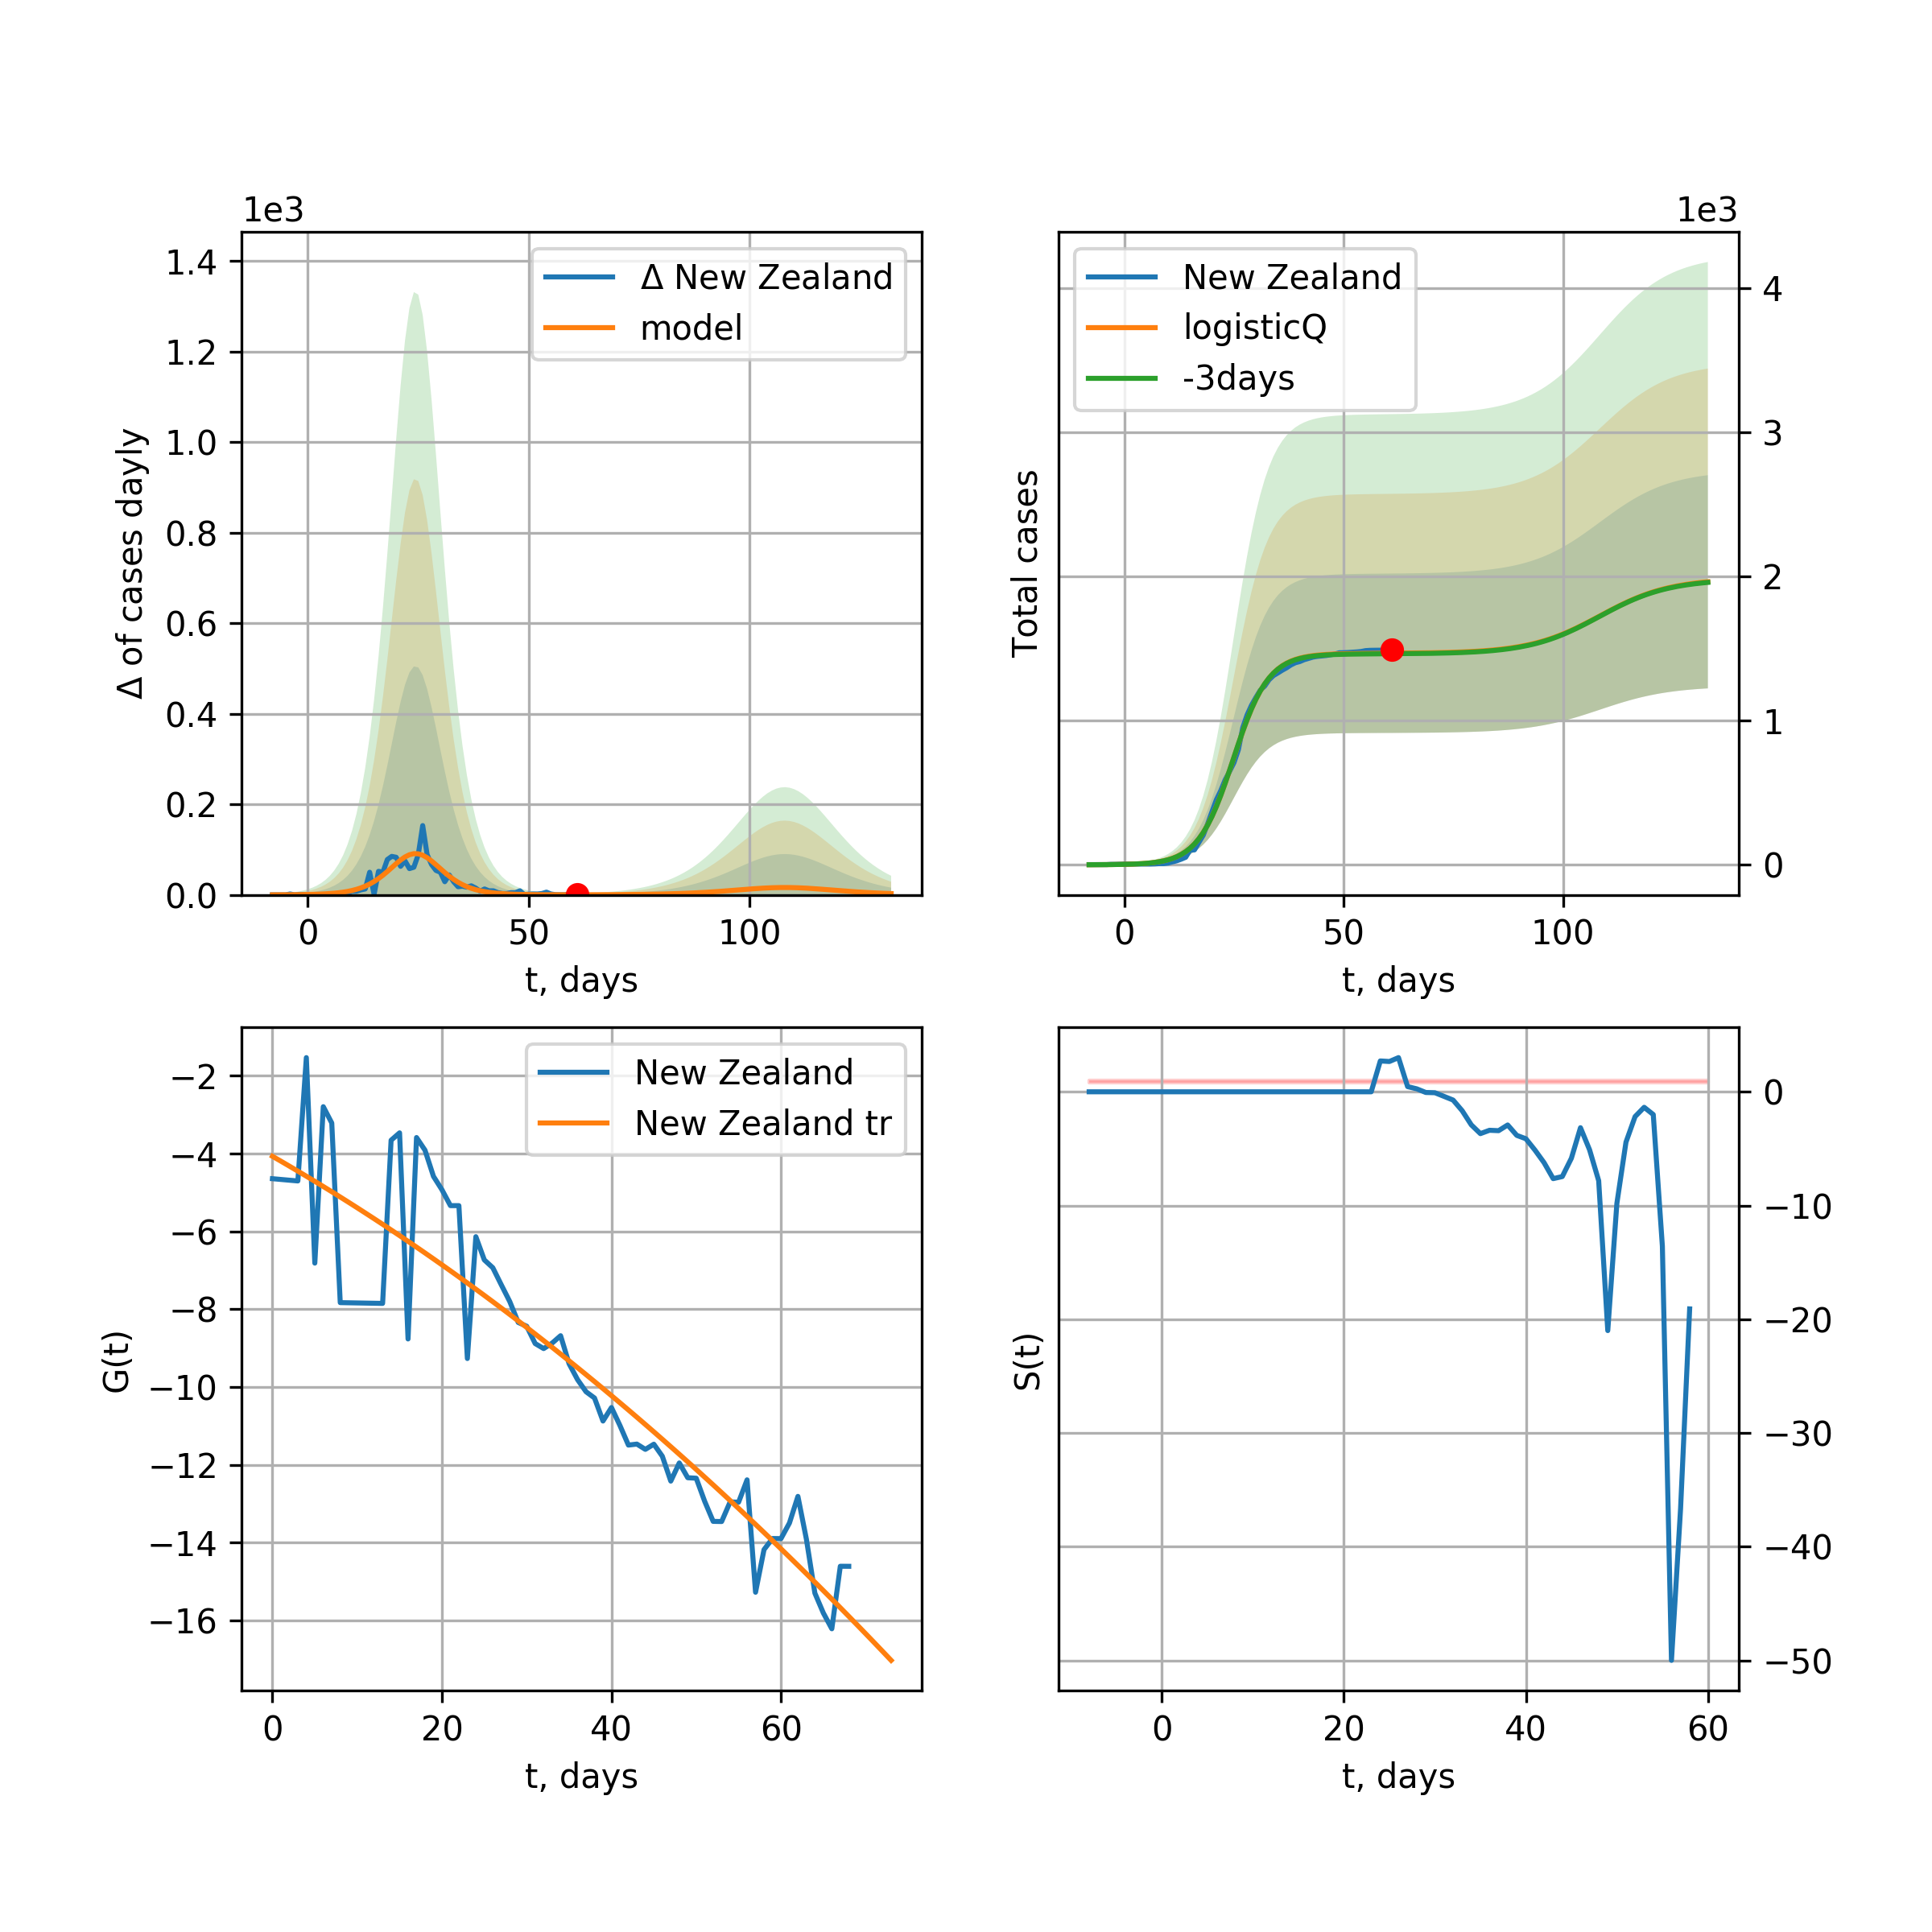 1e3
1.4
1.2
1.0
0.8
0.6
0.4
0.2
0.0
Δ of cases dayly
Δ New Zealand
model
0 50 100
t, days
1e3
New Zealand
logisticQ
-3days
Total cases
4
3
2
1
0
0 50 100
t, days
−2
−4
−6
−8
−10
−12
−14
−16
G(t)
New Zealand
New Zealand tr
0 20 40 60
t, days
S(t)
0
−10
−20
−30
−40
−50
0 20 40 60
t, days